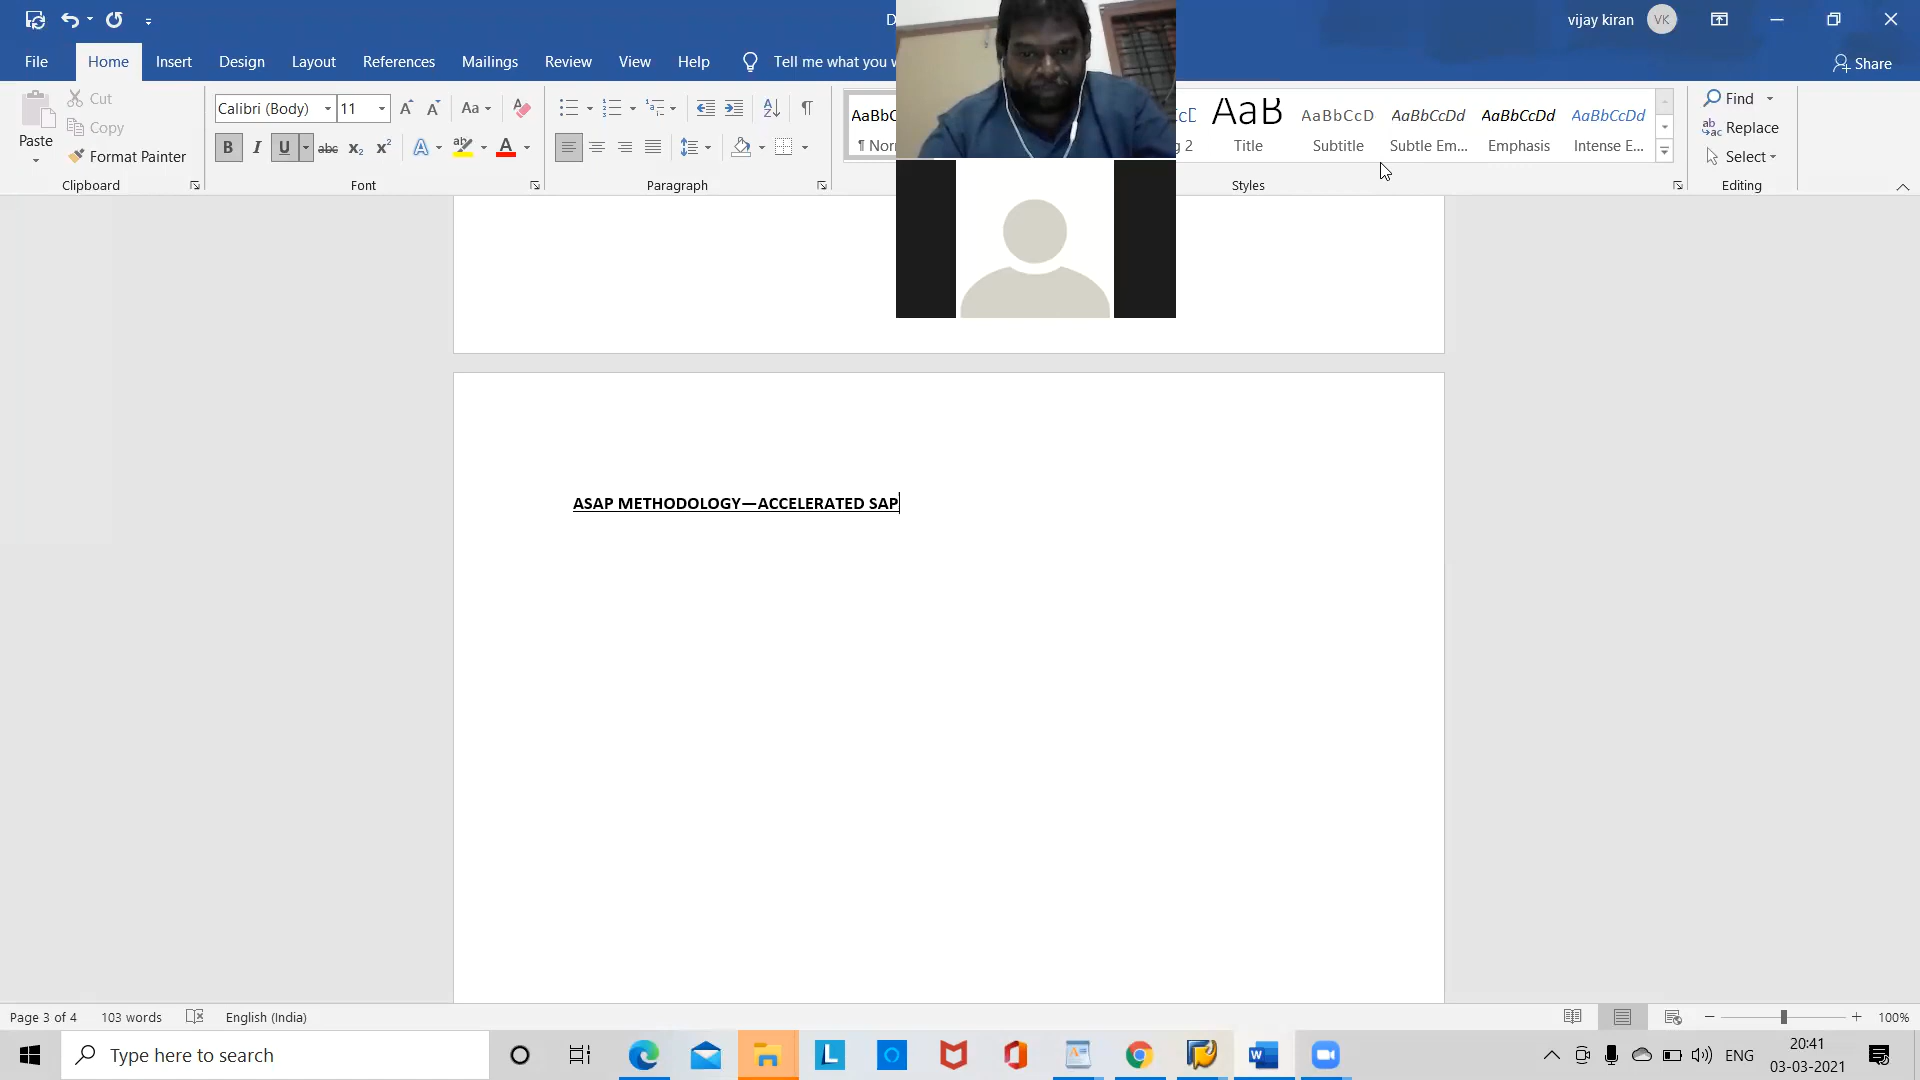 vijay kiran VK
File Home Insert Design Layout References Mailings Review View Help Tell me what you Share
Paste Cut Copy Format Painter
Clipboard
Calibri (Body) 11
Font
Paragraph
AaB AaBbCcD AaBbCcDd AaBbCcDd AaBbCcDd
Title Subtitle Subtle Em... Emphasis Intense E...
Styles
Find
Replace
Select
Editing
ASAP METHODOLOGY—ACCELERATED SAP
Page 3 of 4 103 words English (India) 100%
Type here to search
ENG 20:41
03-03-2021